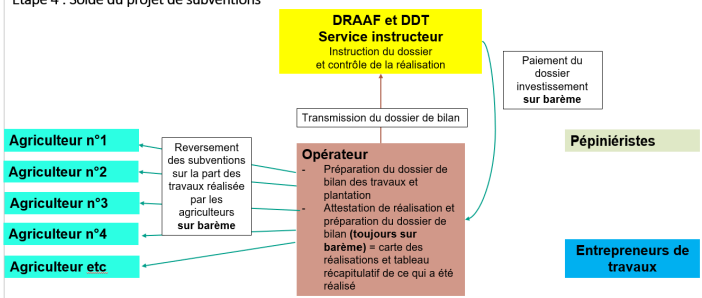 Etape 4 : Solde du projet de subventions
DRAAF et DDT
Service instructeur
Instruction du dossier
et contrôle de la réalisation
Paiement du
dossier
investissement
sur barème
Transmission du dossier de bilan
Agriculteur n°1
Agriculteur n°2
Agriculteur n°3
Agriculteur n°4
Agriculteur etc
Reversement
des subventions
sur la part des
travaux réalisée
par les
agriculteurs
sur barème
Opérateur
- Préparation du dossier de
bilan des travaux et
plantation
- Attestation de réalisation et
préparation du dossier de
bilan (toujours sur
barème) = carte des
réalisations et tableau
récapitulatif de ce qui a été
réalisé
Pépiniéristes
Entrepreneurs de
travaux